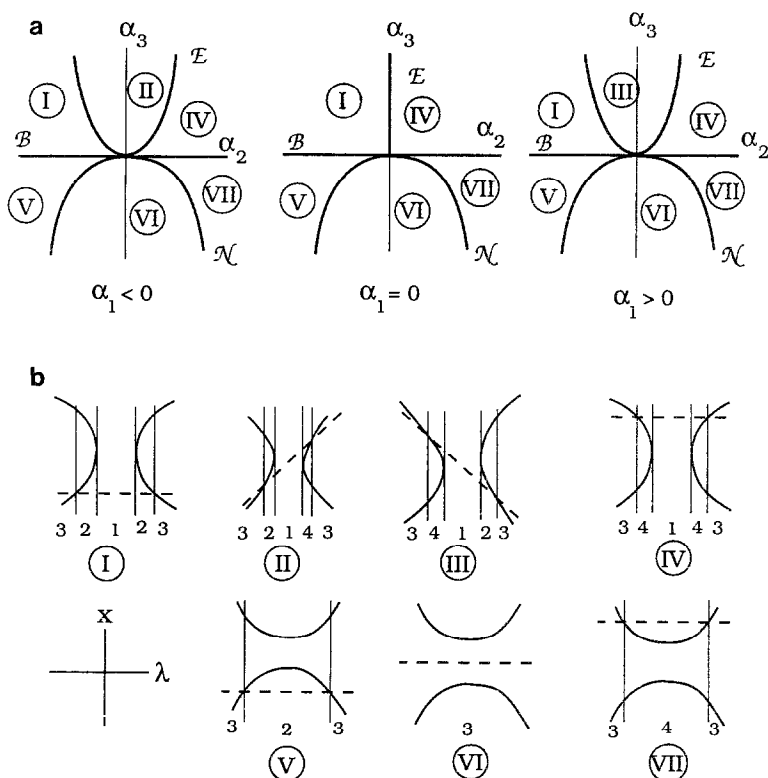 a
α₃ α₃ α₃
ℰ ℰ ℰ
I II IV I IV I III IV
ℬ α₂ ℬ α₂ ℬ α₂
V VI VII V VI VII V VI VII
𝒩 𝒩 𝒩
α₁ < 0 α₁ = 0 α₁ > 0
b
3 2 1 2 3 3 2 1 4 3 3 4 1 2 3 3 4 1 4 3
I II III IV
x
λ
3 2 3 3 3 4 3
V VI VII